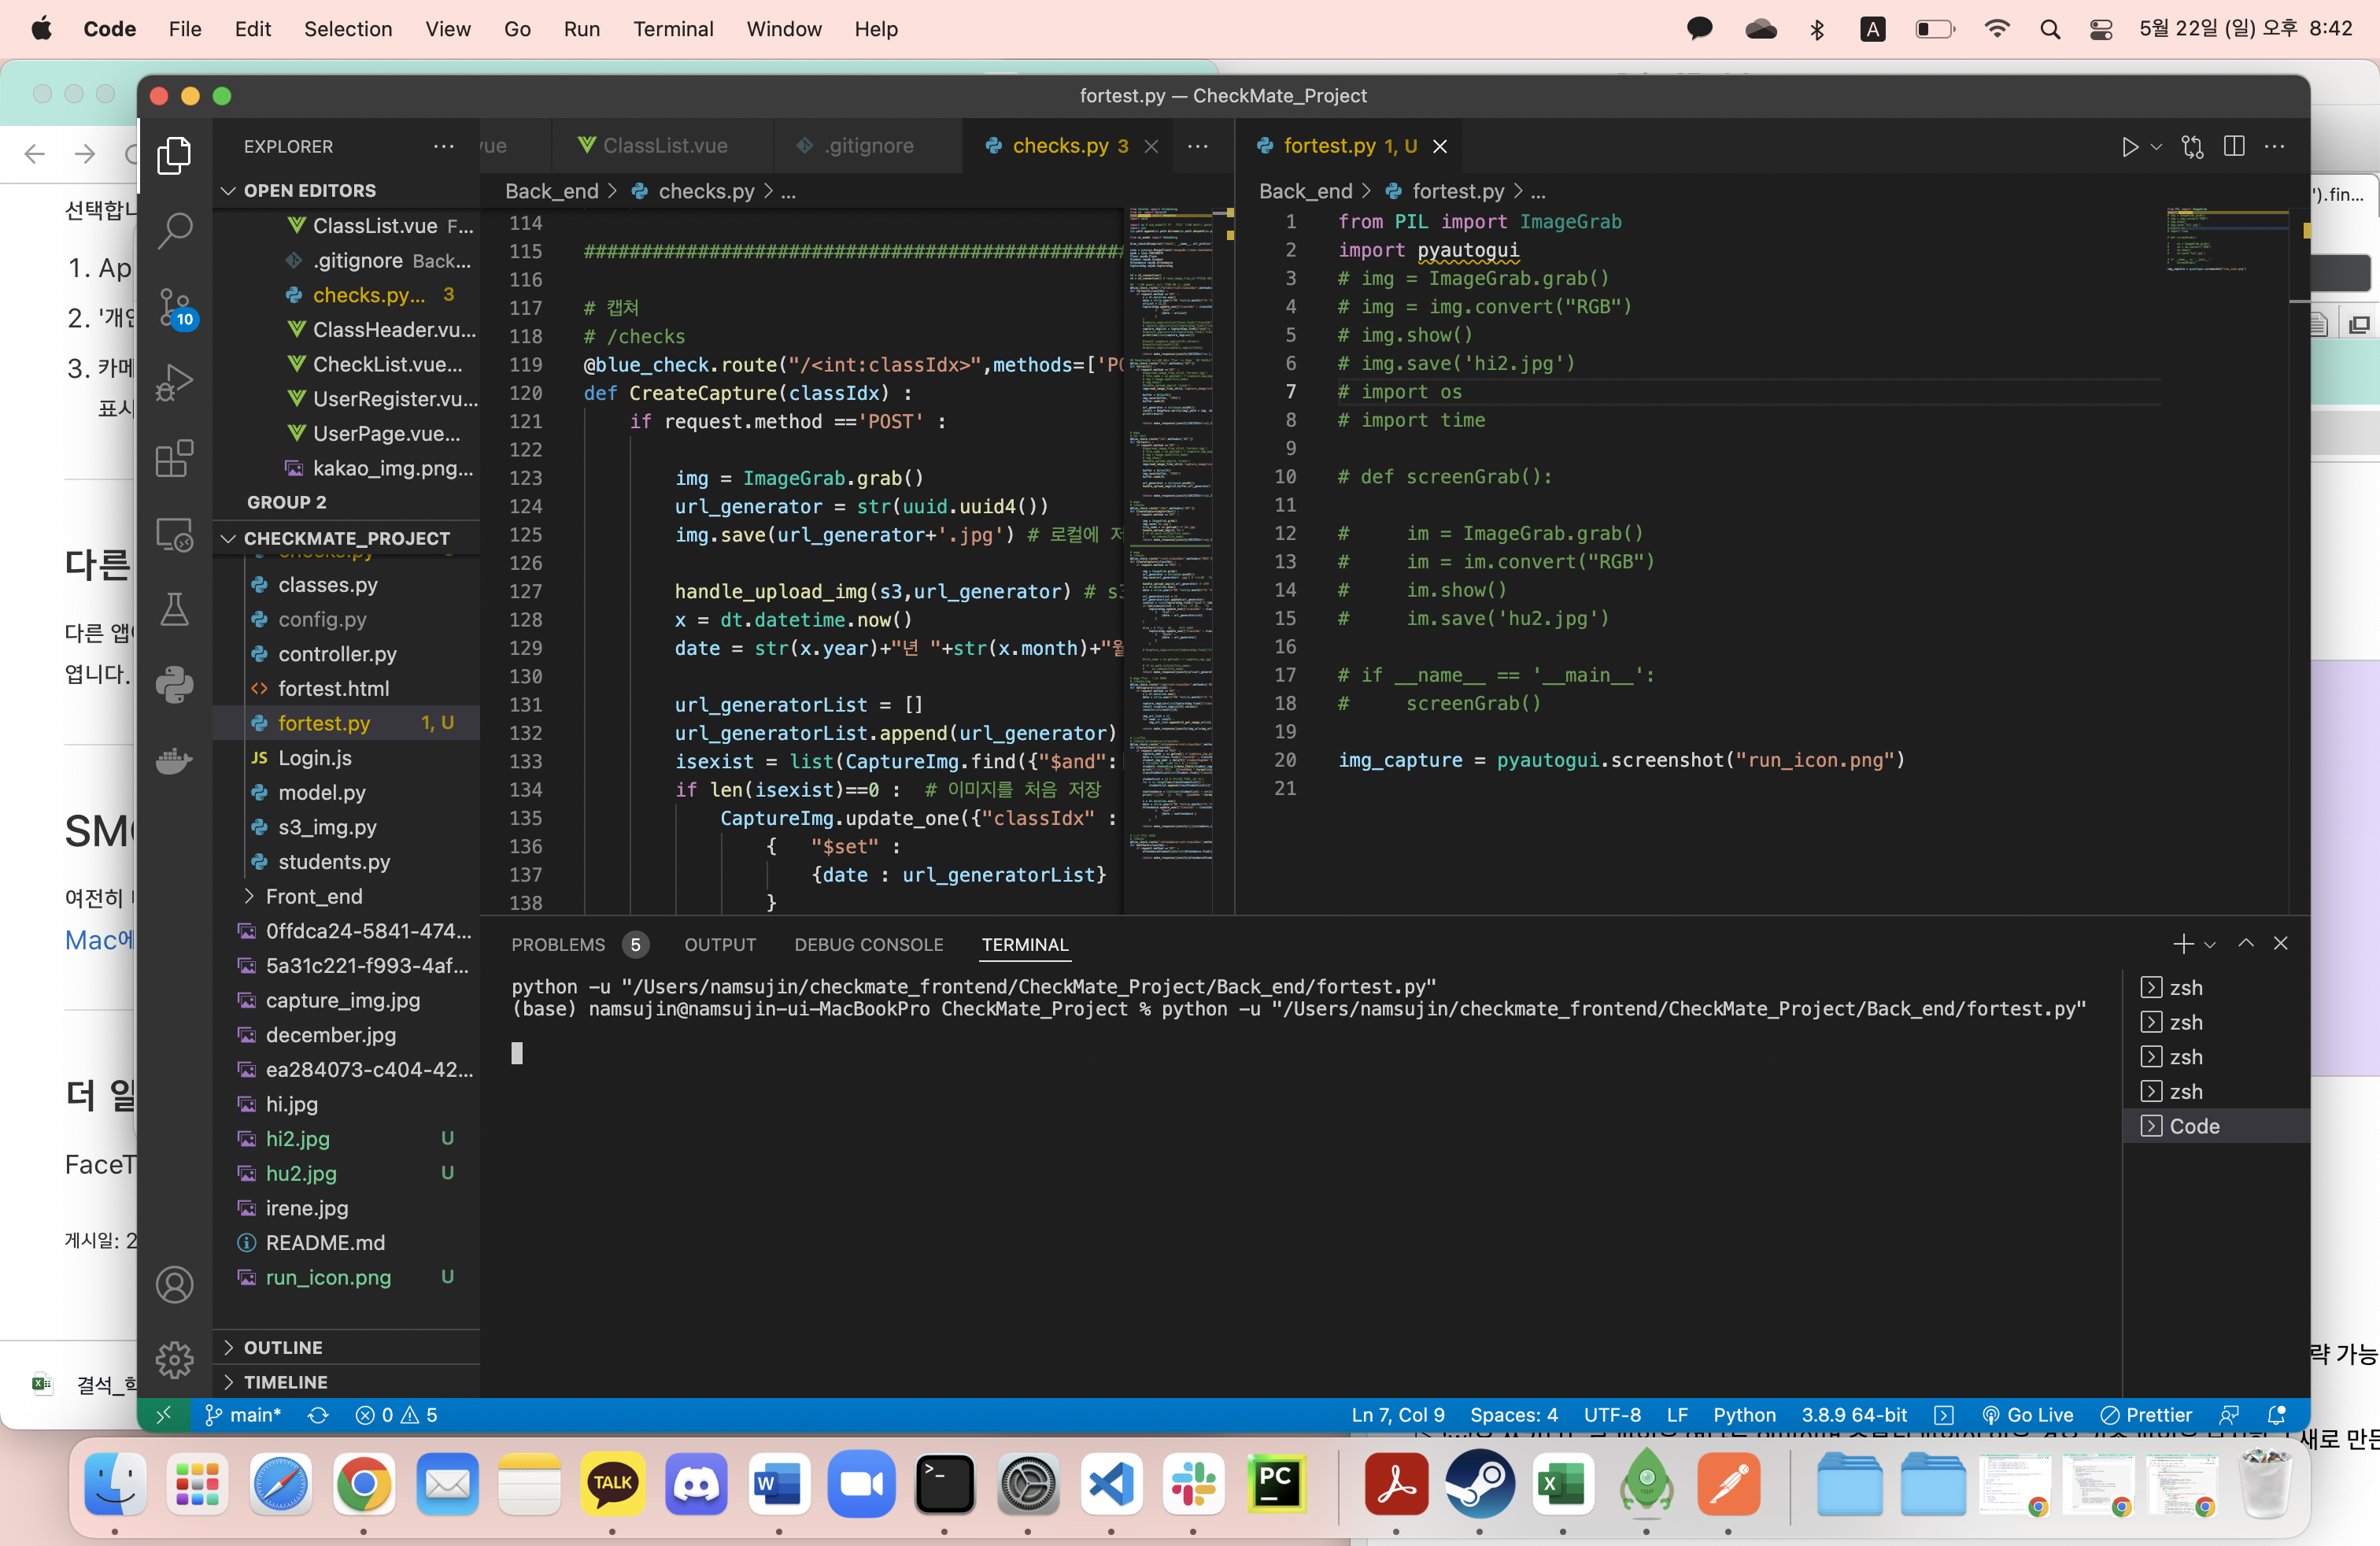 Code File Edit Selection View Go Run Terminal Window Help
A 5월 22일 (일) 오후 8:42
fortest.py — CheckMate_Project
EXPLORER
OPEN EDITORS
ClassList.vue F...
.gitignore Back...
checks.py... 3
ClassHeader.vu...
CheckList.vue...
UserRegister.vu...
UserPage.vue...
kakao_img.png...
GROUP 2
CHECKMATE_PROJECT
classes.py
config.py
controller.py
fortest.html
fortest.py 1, U
Login.js
model.py
s3_img.py
students.py
Front_end
0ffdca24-5841-474...
5a31c221-f993-4af...
capture_img.jpg
december.jpg
ea284073-c404-42...
hi.jpg
hi2.jpg U
hu2.jpg U
irene.jpg
README.md
run_icon.png U
OUTLINE
TIMELINE
10
vue ClassList.vue .gitignore checks.py 3
Back_end > checks.py > ...
114
115 ################################################
116
117 # 캡쳐
118 # /checks
119 @blue_check.route("/<int:classIdx>",methods=['PO
120 def CreateCapture(classIdx) :
121 if request.method =='POST' :
122
123 img = ImageGrab.grab()
124 url_generator = str(uuid.uuid4())
125 img.save(url_generator+'.jpg') # 로컬에 저
126
127 handle_upload_img(s3,url_generator) # s3
128 x = dt.datetime.now()
129 date = str(x.year)+"년 "+str(x.month)+"월
130
131 url_generatorList = []
132 url_generatorList.append(url_generator)
133 isexist = list(CaptureImg.find({"$and":
134 if len(isexist)==0 : # 이미지를 처음 저장
135 CaptureImg.update_one({"classIdx" :
136 { "$set" :
137 {date : url_generatorList}
138 }
fortest.py 1, U
Back_end > fortest.py > ...
1 from PIL import ImageGrab
2 import pyautogui
3 # img = ImageGrab.grab()
4 # img = img.convert("RGB")
5 # img.show()
6 # img.save('hi2.jpg')
7 # import os
8 # import time
9
10 # def screenGrab():
11
12 # im = ImageGrab.grab()
13 # im = im.convert("RGB")
14 # im.show()
15 # im.save('hu2.jpg')
16
17 # if __name__ == '__main__':
18 # screenGrab()
19
20 img_capture = pyautogui.screenshot("run_icon.png")
21
PROBLEMS 5 OUTPUT DEBUG CONSOLE TERMINAL
python -u "/Users/namsujin/checkmate_frontend/CheckMate_Project/Back_end/fortest.py"
(base) namsujin@namsujin-ui-MacBookPro CheckMate_Project % python -u "/Users/namsujin/checkmate_frontend/CheckMate_Project/Back_end/fortest.py"
zsh
zsh
zsh
zsh
Code
main* 0 5
Ln 7, Col 9 Spaces: 4 UTF-8 LF Python 3.8.9 64-bit Go Live Prettier
선택합니
1. Ap
2. '개인
3. 카메
표시
다른
다른 앱
엽니다.
SM
여전히
Mac에
더 일
FaceT
게시일: 2
결석_학
').fin...
략 가능
새로 만든
TALK
W
>_
PC
X